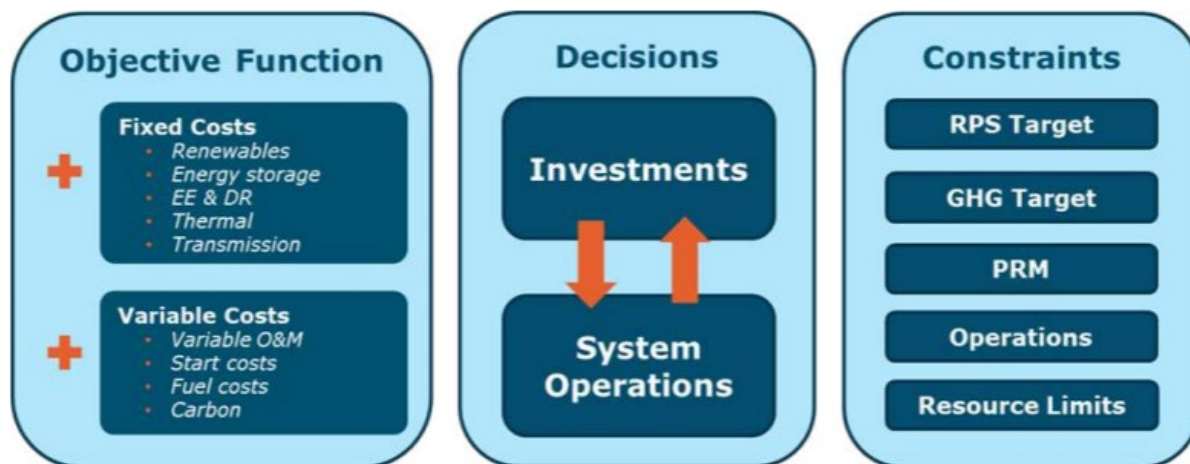 Objective Function
Fixed Costs
• Renewables
• Energy storage
• EE & DR
• Thermal
• Transmission
Variable Costs
• Variable O&M
• Start costs
• Fuel costs
• Carbon
Decisions
Investments
System
Operations
Constraints
RPS Target
GHG Target
PRM
Operations
Resource Limits